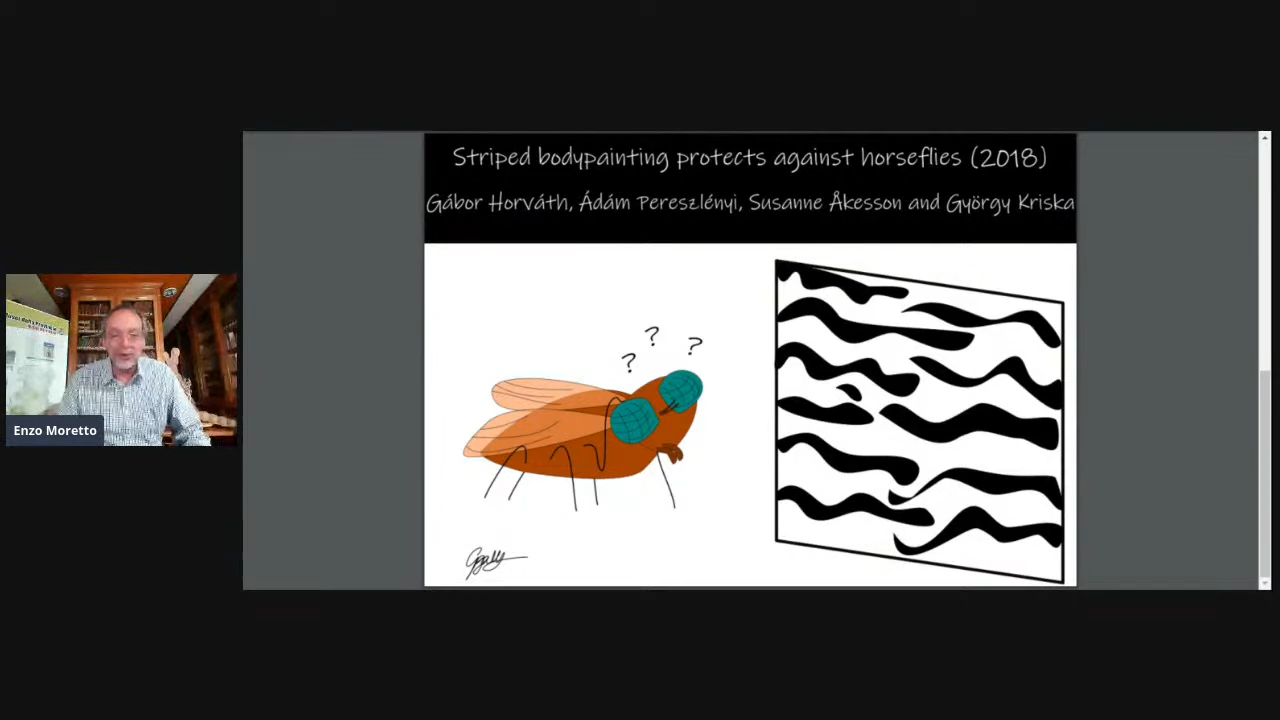 Striped bodypainting protects against horseflies (2018)
Gábor Horváth, Ádám Pereszlényi, Susanne Åkesson and György Kriska
? ? ?
Enzo Moretto